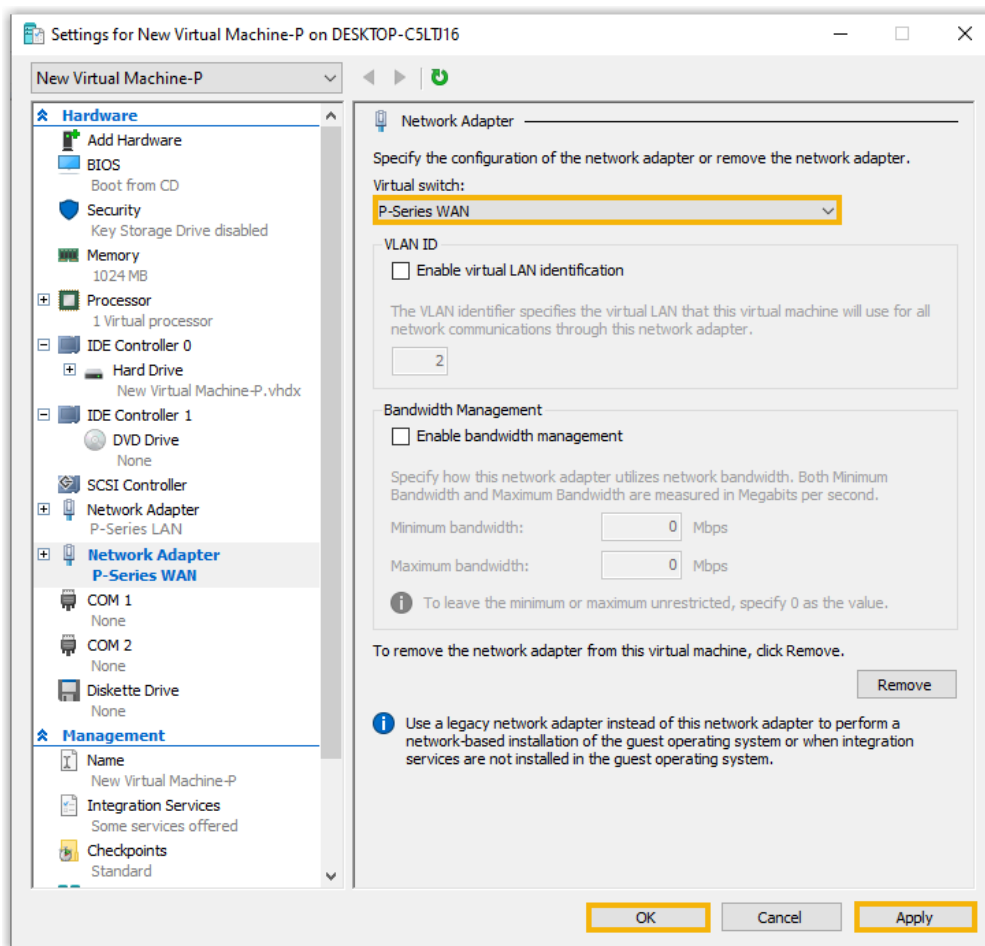 Settings for New Virtual Machine-P on DESKTOP-C5LTJ16
New Virtual Machine-P
Hardware
Add Hardware
BIOS
Boot from CD
Security
Key Storage Drive disabled
Memory
1024 MB
Processor
1 Virtual processor
IDE Controller 0
Hard Drive
New Virtual Machine-P.vhdx
IDE Controller 1
DVD Drive
None
SCSI Controller
Network Adapter
P-Series LAN
Network Adapter
P-Series WAN
COM 1
None
COM 2
None
Diskette Drive
None
Management
Name
New Virtual Machine-P
Integration Services
Some services offered
Checkpoints
Standard
Network Adapter
Specify the configuration of the network adapter or remove the network adapter.
Virtual switch:
P-Series WAN
VLAN ID
Enable virtual LAN identification
The VLAN identifier specifies the virtual LAN that this virtual machine will use for all
network communications through this network adapter.
2
Bandwidth Management
Enable bandwidth management
Specify how this network adapter utilizes network bandwidth. Both Minimum
Bandwidth and Maximum Bandwidth are measured in Megabits per second.
Minimum bandwidth: 0 Mbps
Maximum bandwidth: 0 Mbps
To leave the minimum or maximum unrestricted, specify 0 as the value.
To remove the network adapter from this virtual machine, click Remove.
Remove
Use a legacy network adapter instead of this network adapter to perform a
network-based installation of the guest operating system or when integration
services are not installed in the guest operating system.
OK Cancel Apply